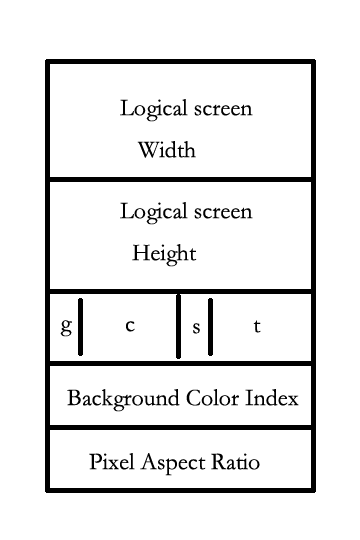 Logical screen
Width
Logical screen
Height
g c s t
Background Color Index
Pixel Aspect Ratio